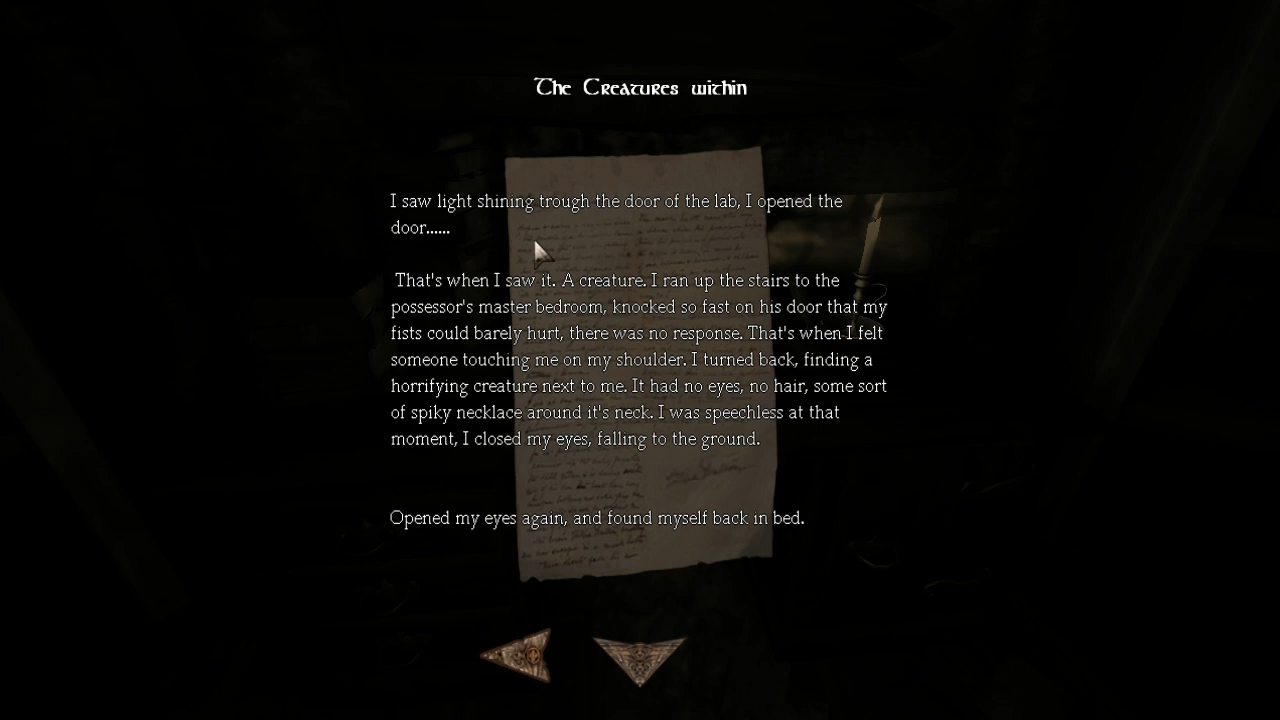 The Creatures within
I saw light shining trough the door of the lab, I opened the
door......
That's when I saw it. A creature. I ran up the stairs to the
possessor's master bedroom, knocked so fast on his door that my
fists could barely hurt, there was no response. That's when I felt
someone touching me on my shoulder. I turned back, finding a
horrifying creature next to me. It had no eyes, no hair, some sort
of spiky necklace around it's neck. I was speechless at that
moment, I closed my eyes, falling to the ground.
Opened my eyes again, and found myself back in bed.